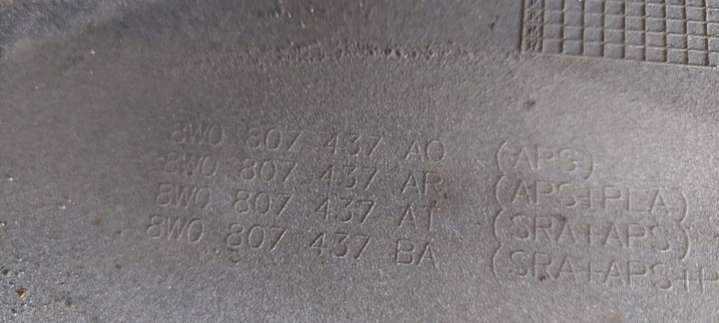 8W0 807 437 AQ (APS)
8W0 807 437 AR (APS+PLA)
8W0 807 437 AT (SRA+APS)
8W0 807 437 BA (SRA+APS+P